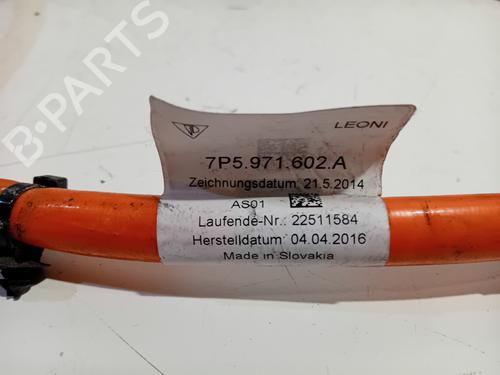 B-PARTS
LEONI
7P5.971.602.A
Zeichnungsdatum: 21.5.2014
AS01
Laufende-Nr.: 22511584
Herstelldatum: 04.04.2016
Made in Slovakia